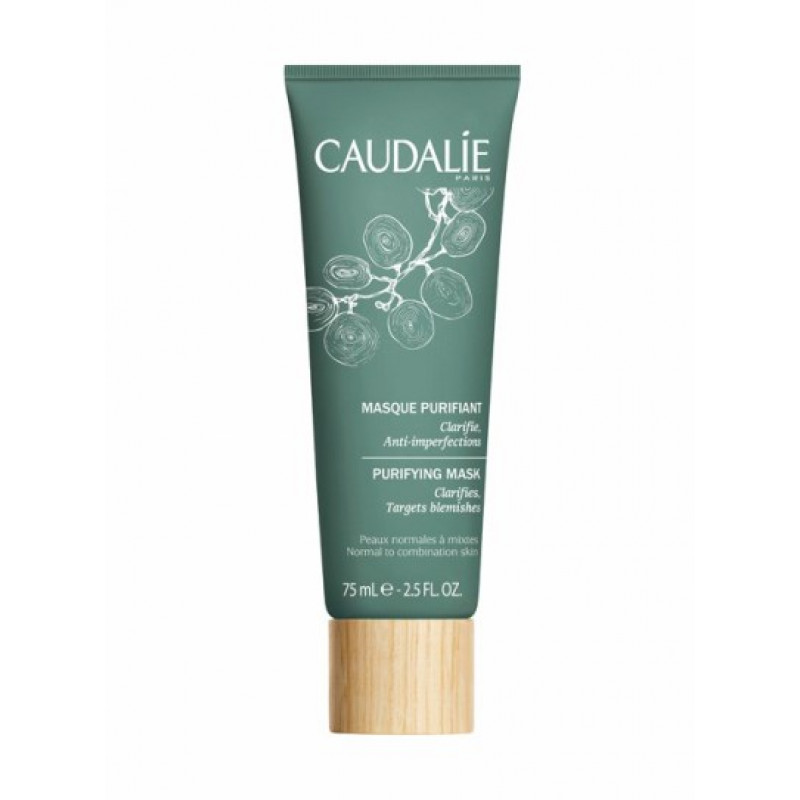 CAUDALÍE
PARIS
MASQUE PURIFIANT
Clarifie,
Anti-imperfections
PURIFYING MASK
Clarifies,
Targets blemishes
Peaux normales à mixtes
Normal to combination skin
75 mL e - 2.5 FL. OZ.